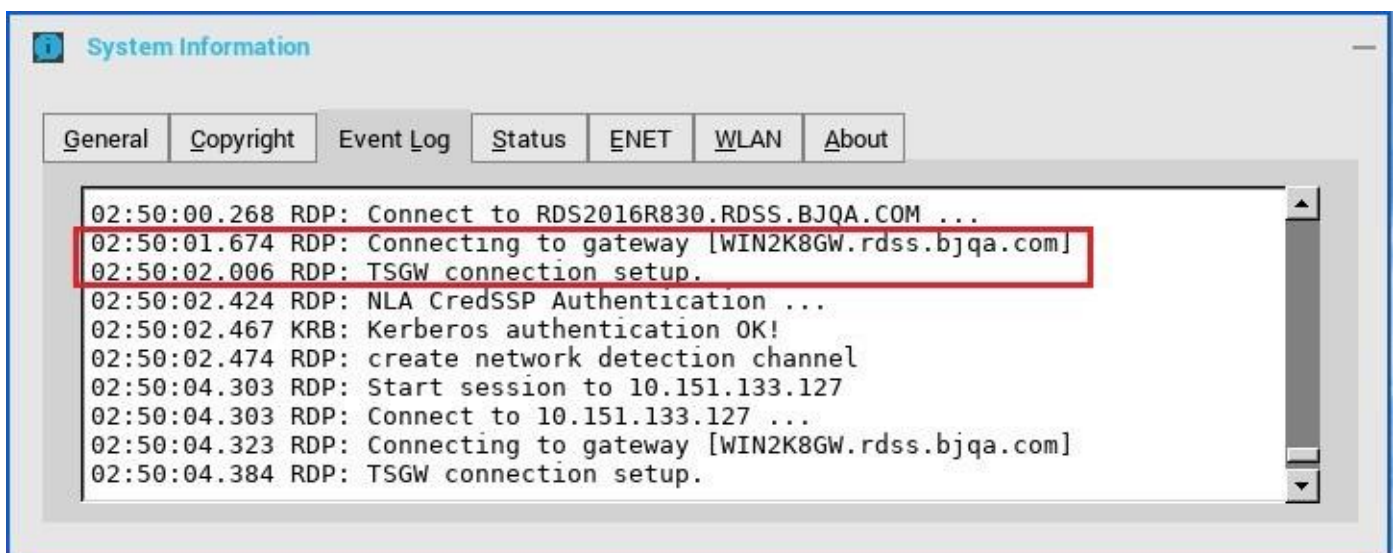 System Information
General Copyright Event Log Status ENET WLAN About
02:50:00.268 RDP: Connect to RDS2016R830.RDSS.BJQA.COM ...
02:50:01.674 RDP: Connecting to gateway [WIN2K8GW.rdss.bjqa.com]
02:50:02.006 RDP: TSGW connection setup.
02:50:02.424 RDP: NLA CredSSP Authentication ...
02:50:02.467 KRB: Kerberos authentication OK!
02:50:02.474 RDP: create network detection channel
02:50:04.303 RDP: Start session to 10.151.133.127
02:50:04.303 RDP: Connect to 10.151.133.127 ...
02:50:04.323 RDP: Connecting to gateway [WIN2K8GW.rdss.bjqa.com]
02:50:04.384 RDP: TSGW connection setup.